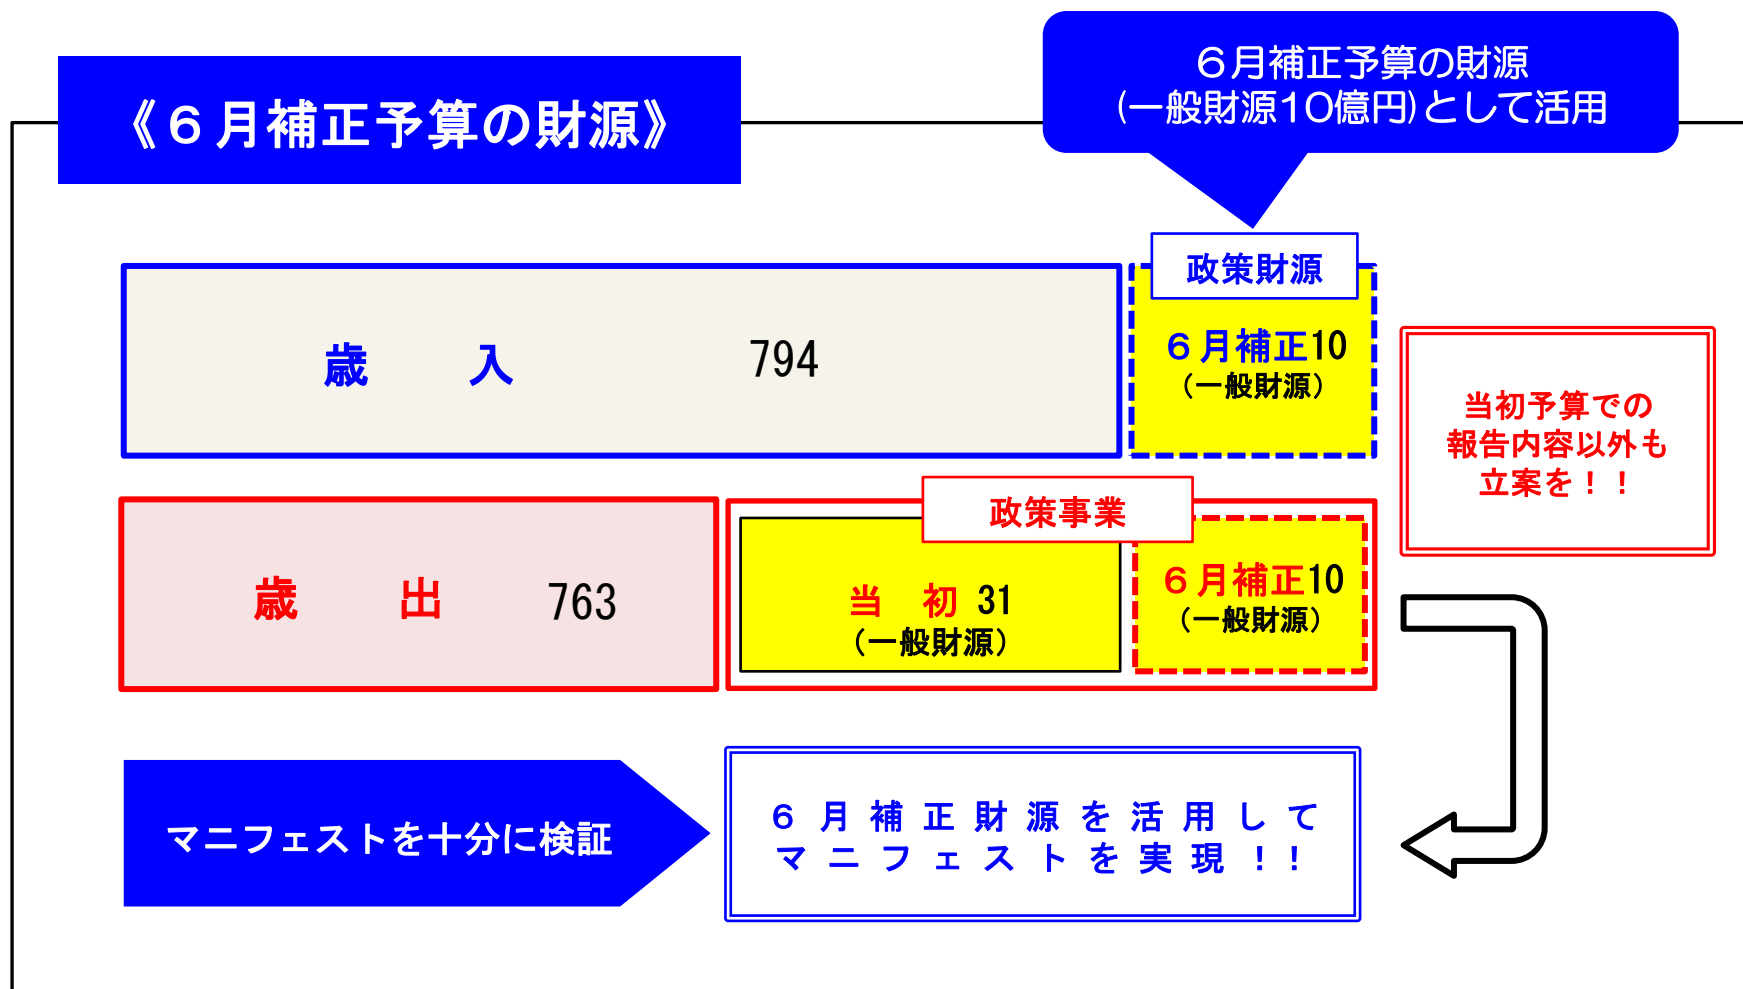 ６月補正予算の財源
(一般財源10億円)として活用
《６月補正予算の財源》
政策財源
歳　入　794
６月補正10
（一般財源）
当初予算での
報告内容以外も
立案を！！
政策事業
歳　出　763
当　初 31
（一般財源）
６月補正10
（一般財源）
マニフェストを十分に検証
６月補正財源を活用して
マニフェストを実現！！